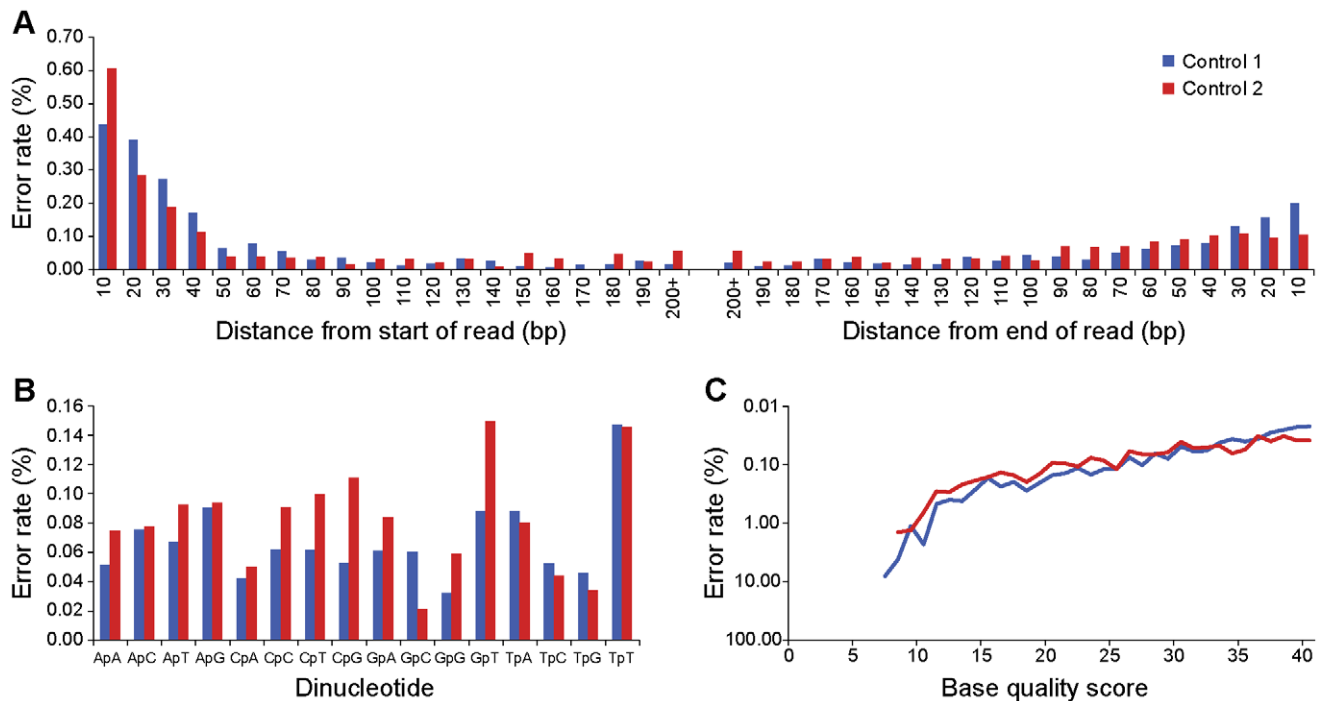 A
Error rate (%)
0.70
0.60
0.50
0.40
0.30
0.20
0.10
0.00
Control 1
Control 2
10 20 30 40 50 60 70 80 90 100 110 120 130 140 150 160 170 180 190 200+
200+ 190 180 170 160 150 140 130 120 110 100 90 80 70 60 50 40 30 20 10
Distance from start of read (bp)
Distance from end of read (bp)
B
Error rate (%)
0.16
0.14
0.12
0.10
0.08
0.06
0.04
0.02
0.00
ApA ApC ApT ApG CpA CpC CpT CpG GpA GpC GpG GpT TpA TpC TpG TpT
Dinucleotide
C
Error rate (%)
0.01
0.10
1.00
10.00
100.00
0 5 10 15 20 25 30 35 40
Base quality score